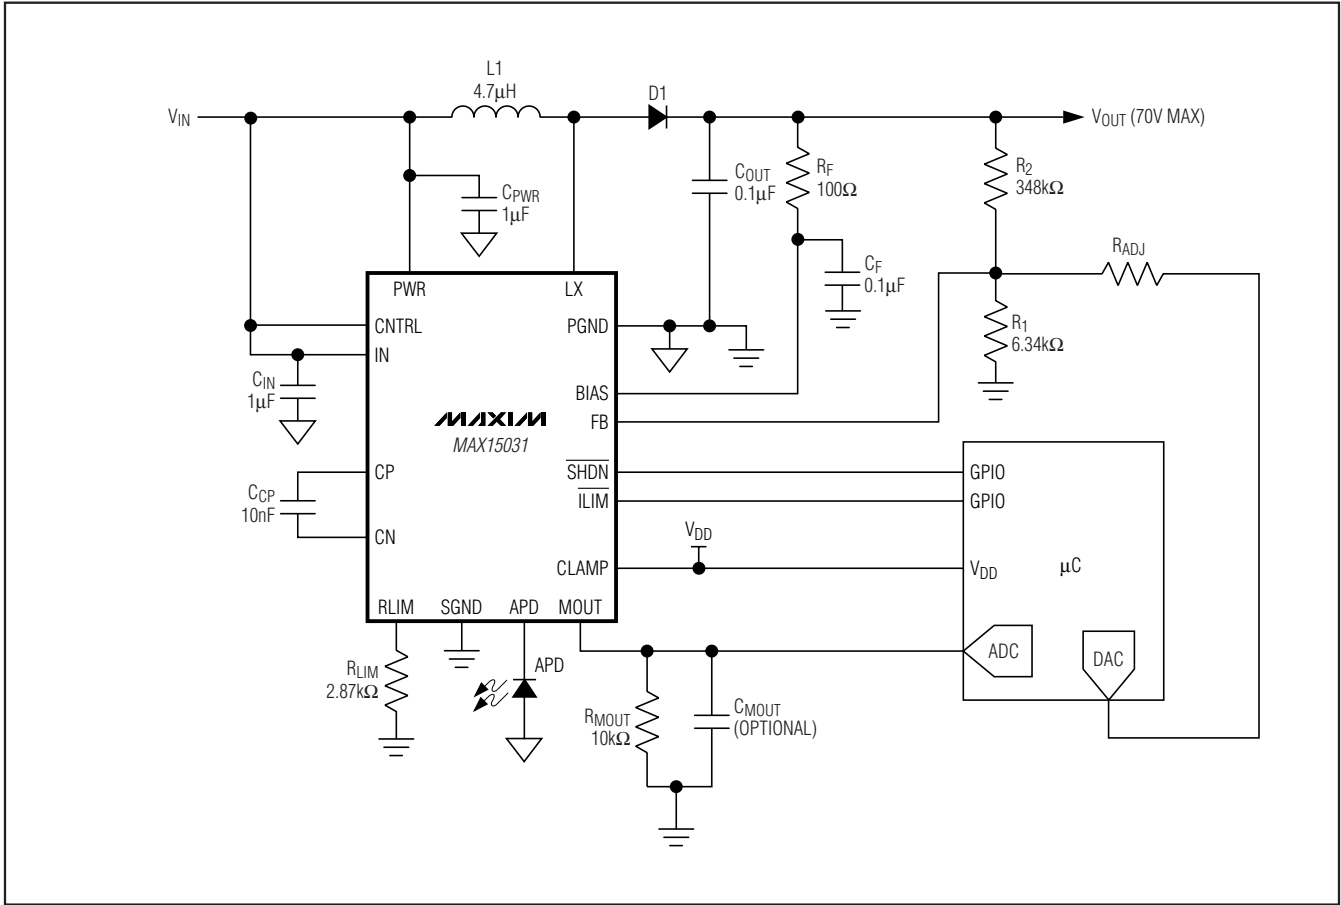 L1
4.7µH
D1
VIN
VOUT (70V MAX)
COUT
0.1µF
RF
100Ω
R2
348kΩ
CPWR
1µF
RADJ
CF
0.1µF
PWR
LX
CNTRL
PGND
R1
6.34kΩ
IN
CIN
1µF
BIAS
MAXIM
FB
MAX15031
CP
SHDN
GPIO
CCP
10nF
ILIM
GPIO
CN
VDD
CLAMP
VDD
µC
RLIM
SGND
APD
MOUT
ADC
DAC
RLIM
2.87kΩ
APD
RMOUT
10kΩ
CMOUT
(OPTIONAL)